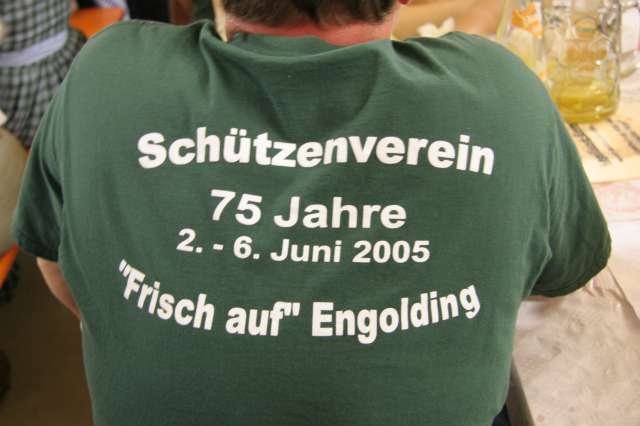 Schützenverein
75 Jahre
2. - 6. Juni 2005
"Frisch auf" Engolding